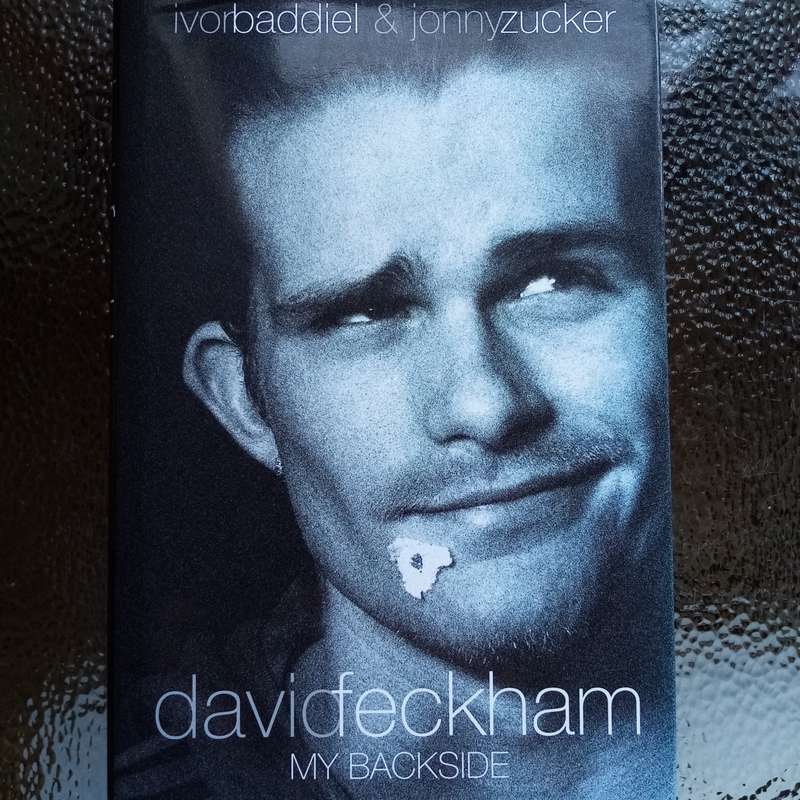 ivorbaddiel & jonnyzucker
davidfeckham
MY BACKSIDE